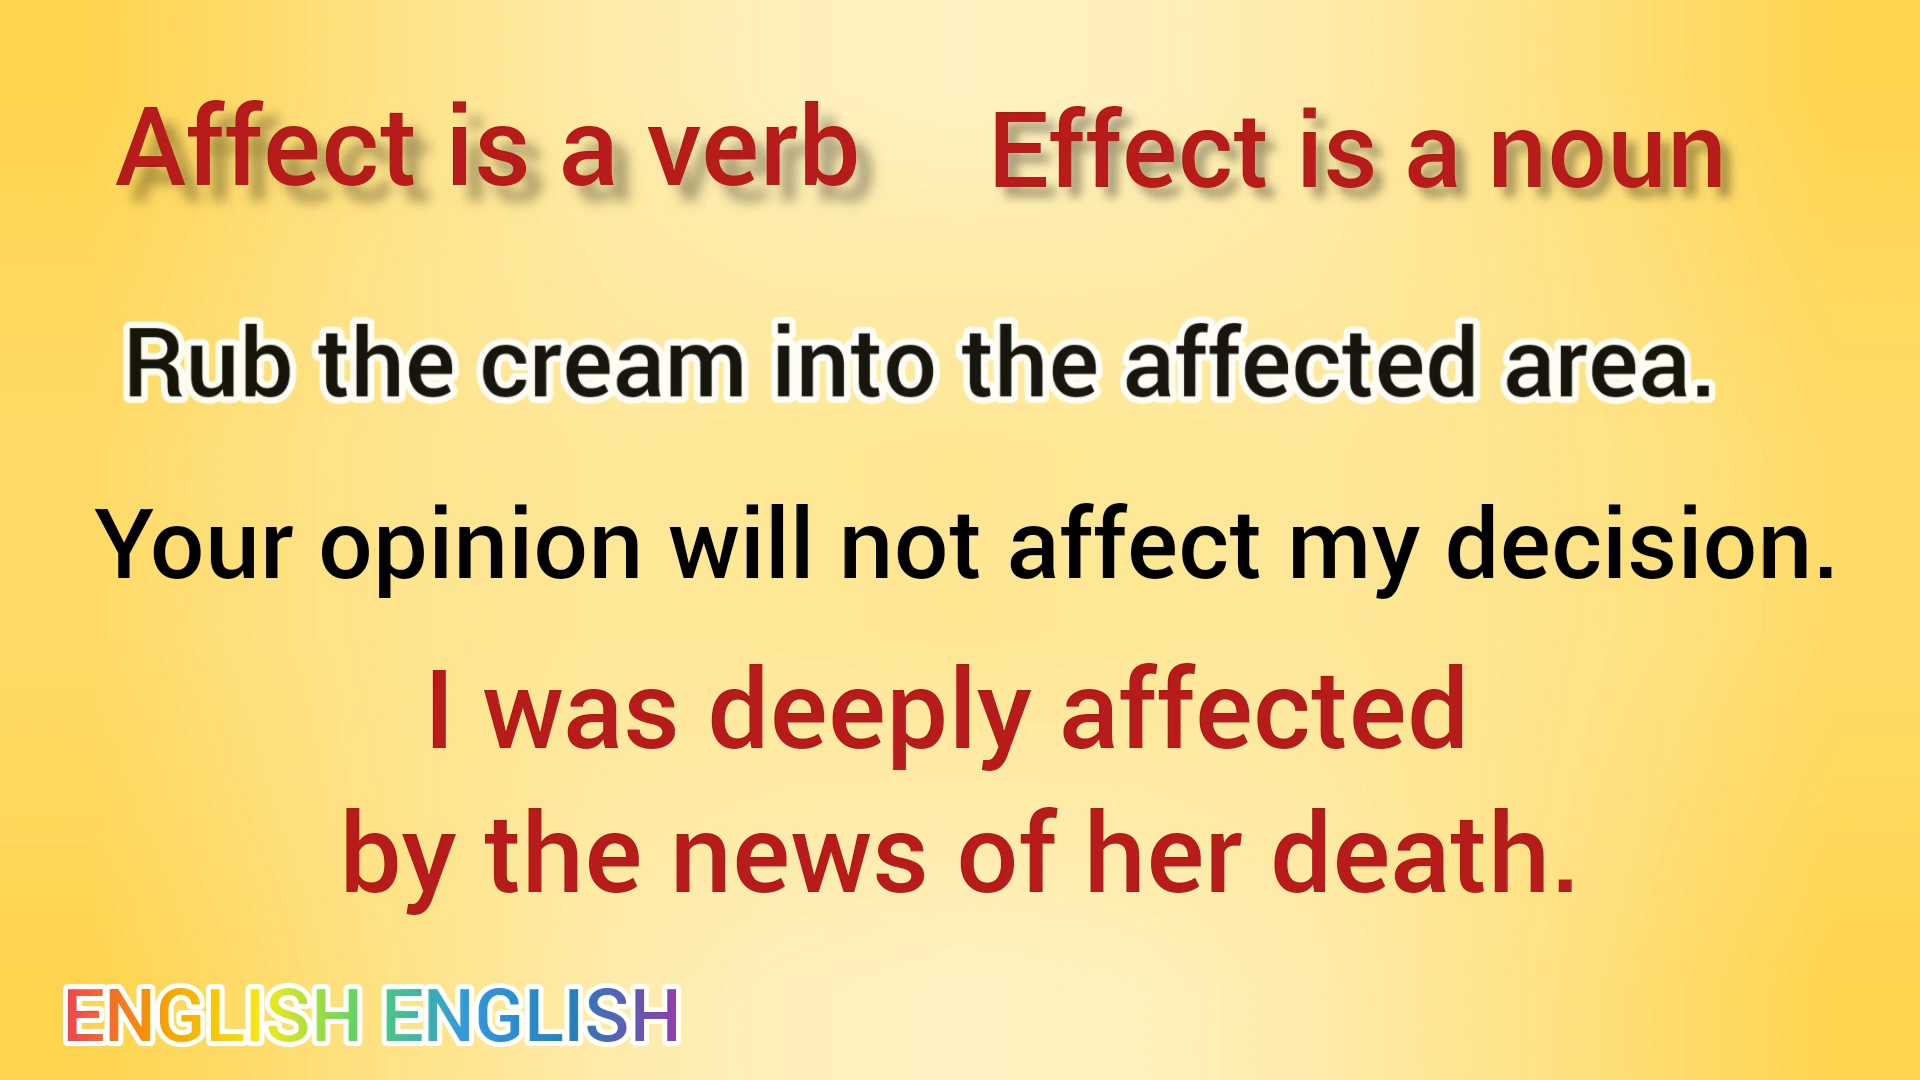 Affect is a verb Effect is a noun
Rub the cream into the affected area.
Your opinion will not affect my decision.
I was deeply affected
by the news of her death.
ENGLISH ENGLISH